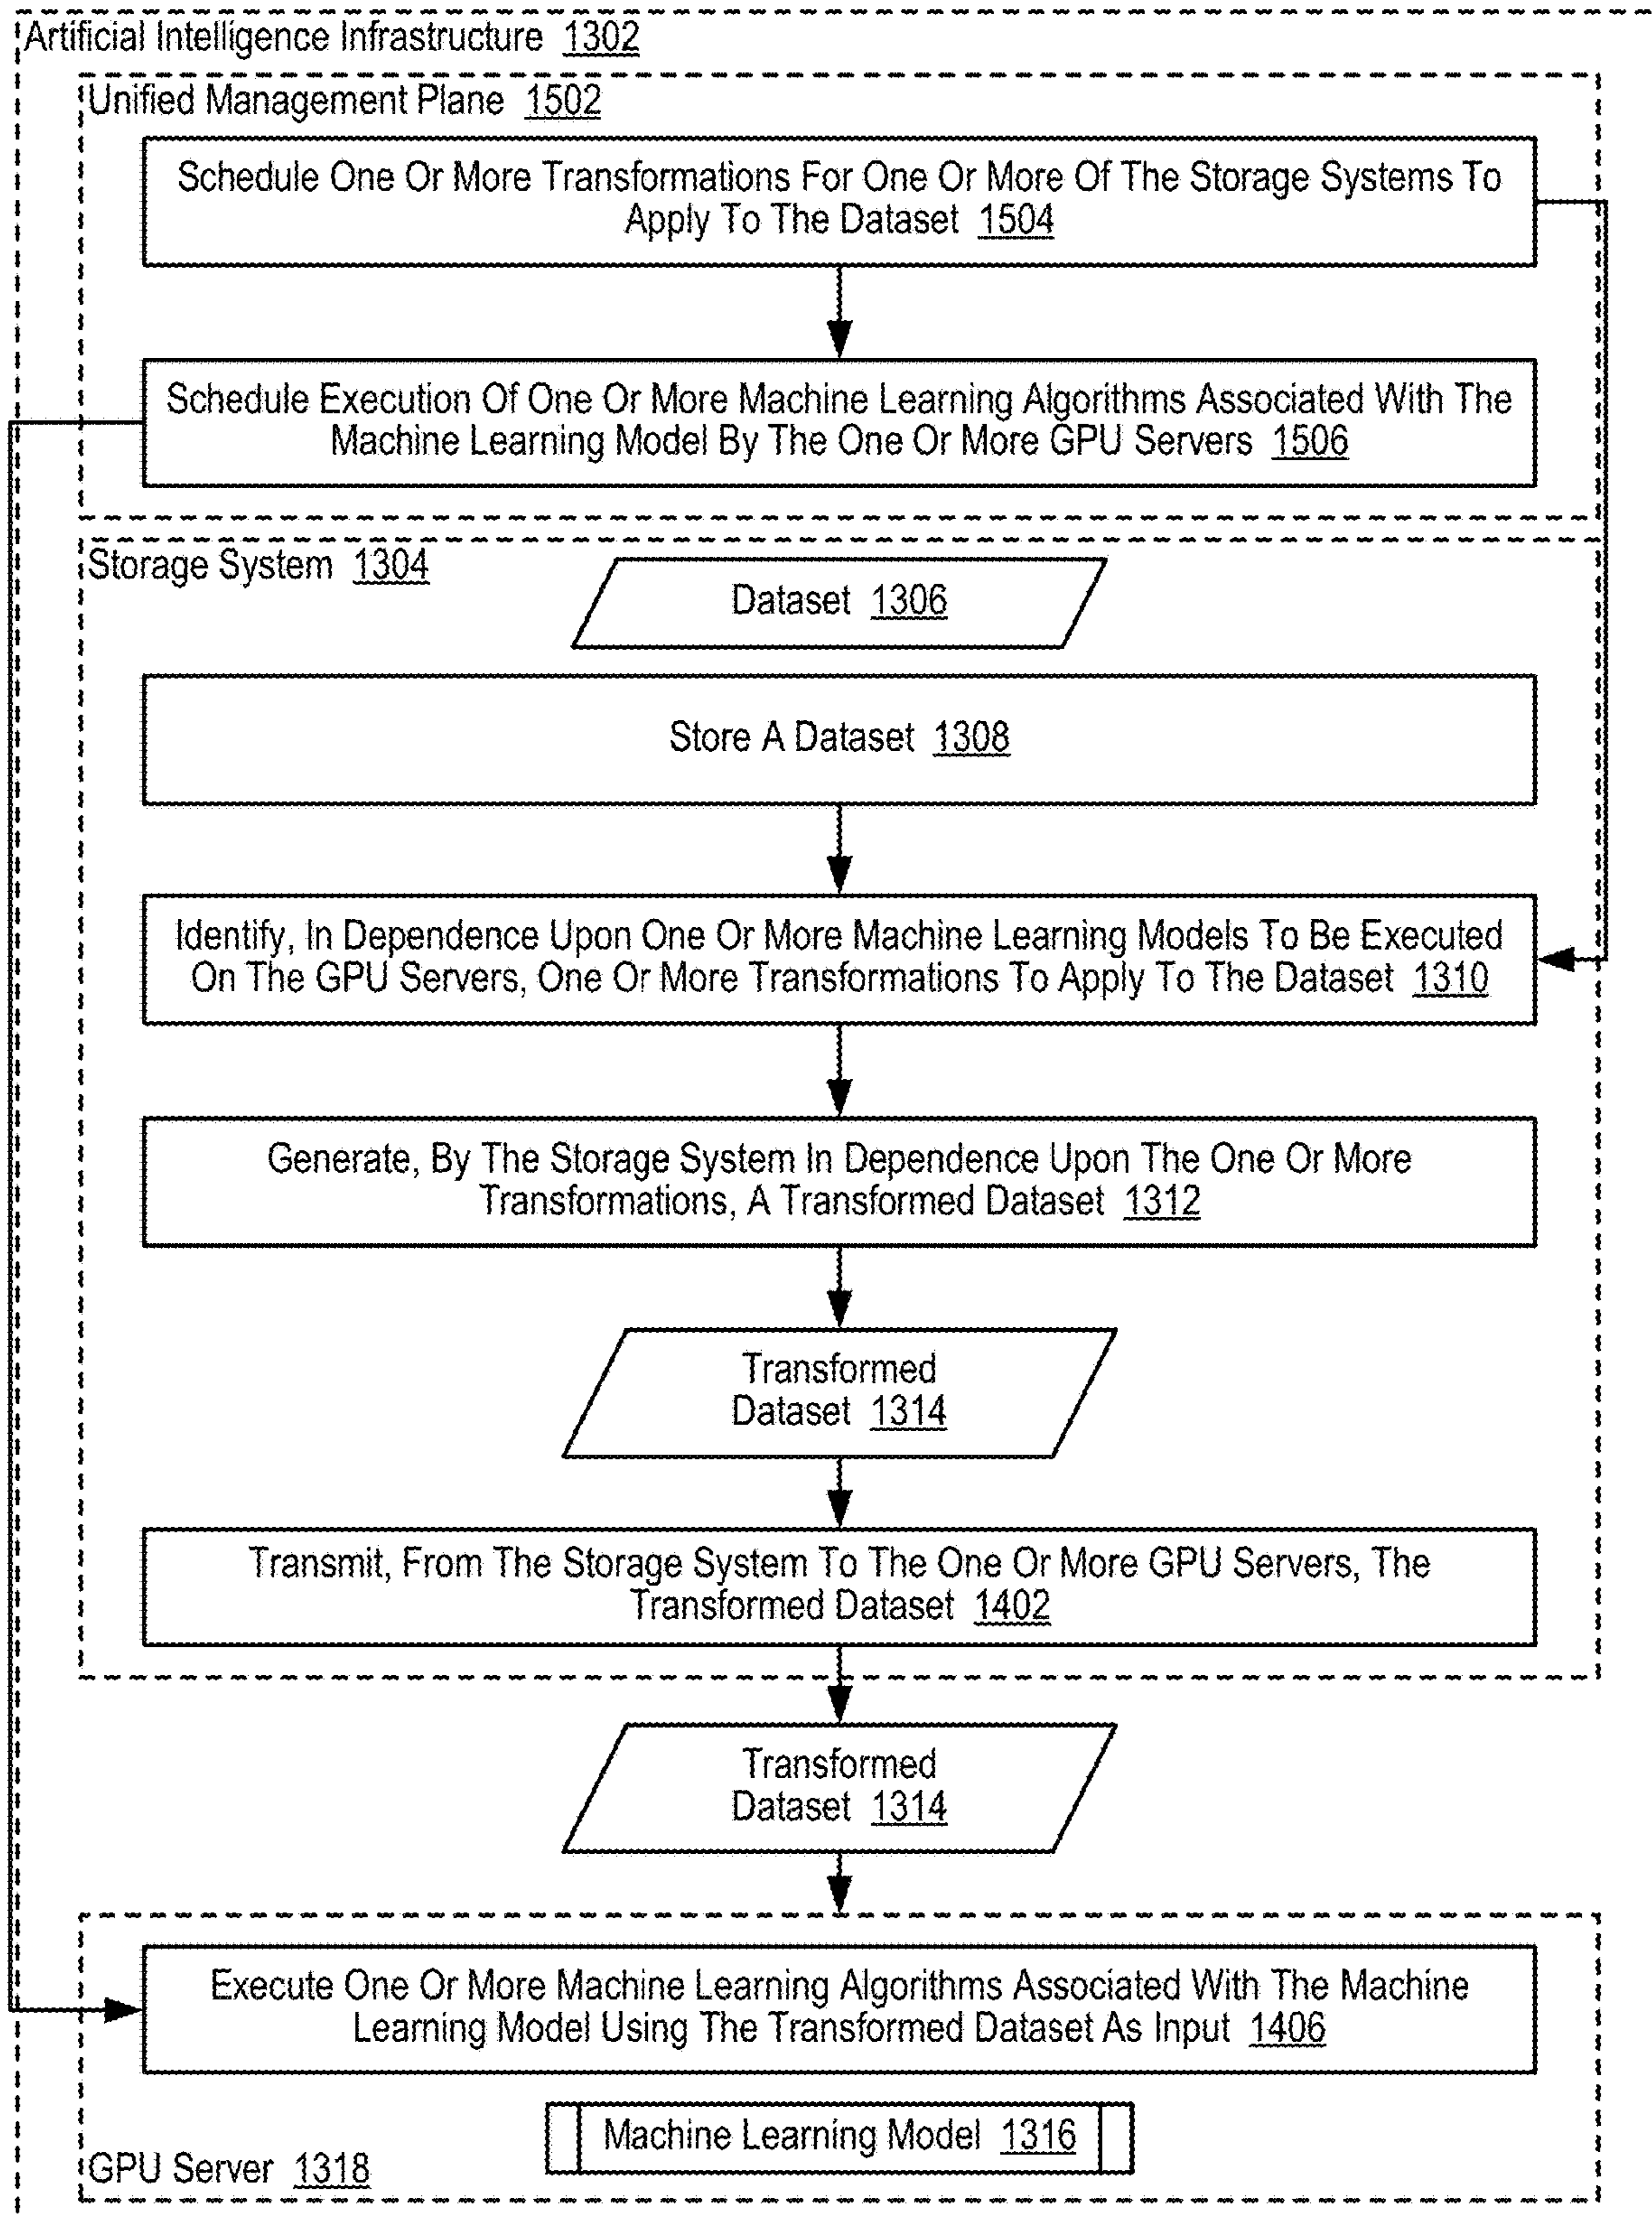 Artificial Intelligence Infrastructure 1302
Unified Management Plane 1502
Schedule One Or More Transformations For One Or More Of The Storage Systems To
Apply To The Dataset 1504
Schedule Execution Of One Or More Machine Learning Algorithms Associated With The
Machine Learning Model By The One Or More GPU Servers 1506
Storage System 1304
Dataset 1306
Store A Dataset 1308
Identify, In Dependence Upon One Or More Machine Learning Models To Be Executed
On The GPU Servers, One Or More Transformations To Apply To The Dataset 1310
Generate, By The Storage System In Dependence Upon The One Or More
Transformations, A Transformed Dataset 1312
Transformed
Dataset 1314
Transmit, From The Storage System To The One Or More GPU Servers, The
Transformed Dataset 1402
Transformed
Dataset 1314
Execute One Or More Machine Learning Algorithms Associated With The Machine
Learning Model Using The Transformed Dataset As Input 1406
Machine Learning Model 1316
GPU Server 1318